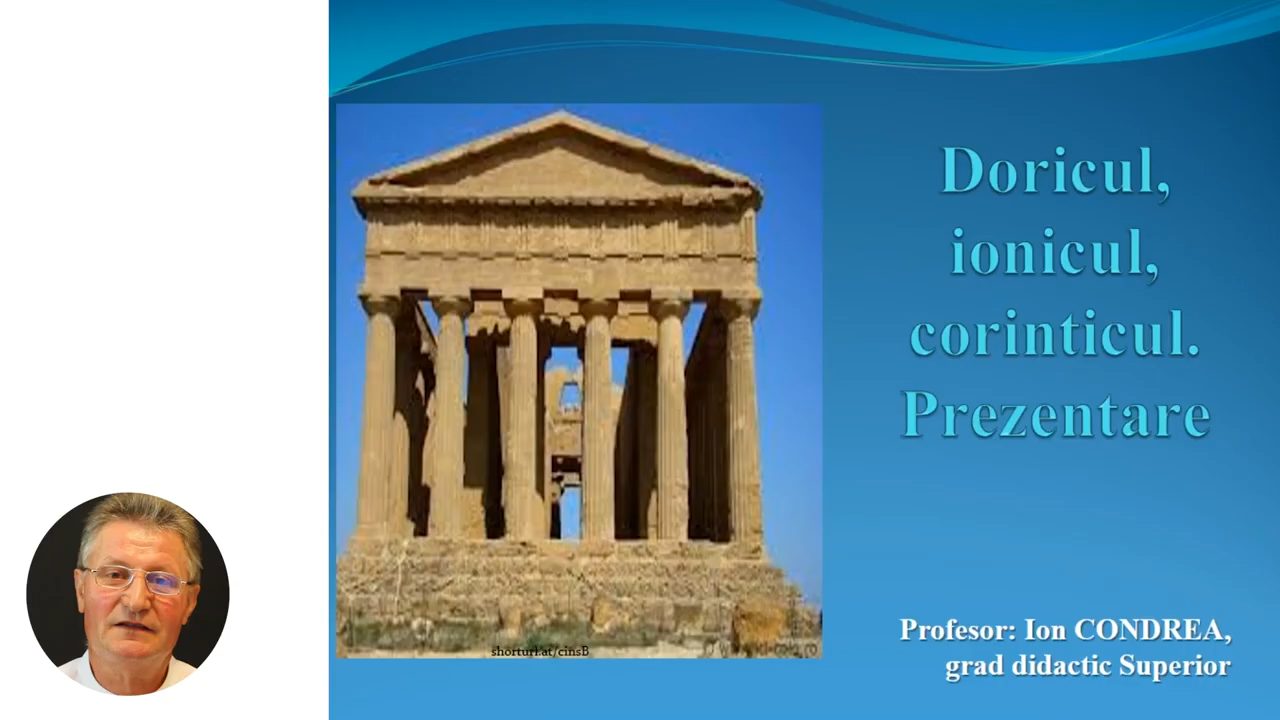 Doricul,
ionicul,
corinticul.
Prezentare
shorturl.at/cinsB
Profesor: Ion CONDREA,
grad didactic Superior